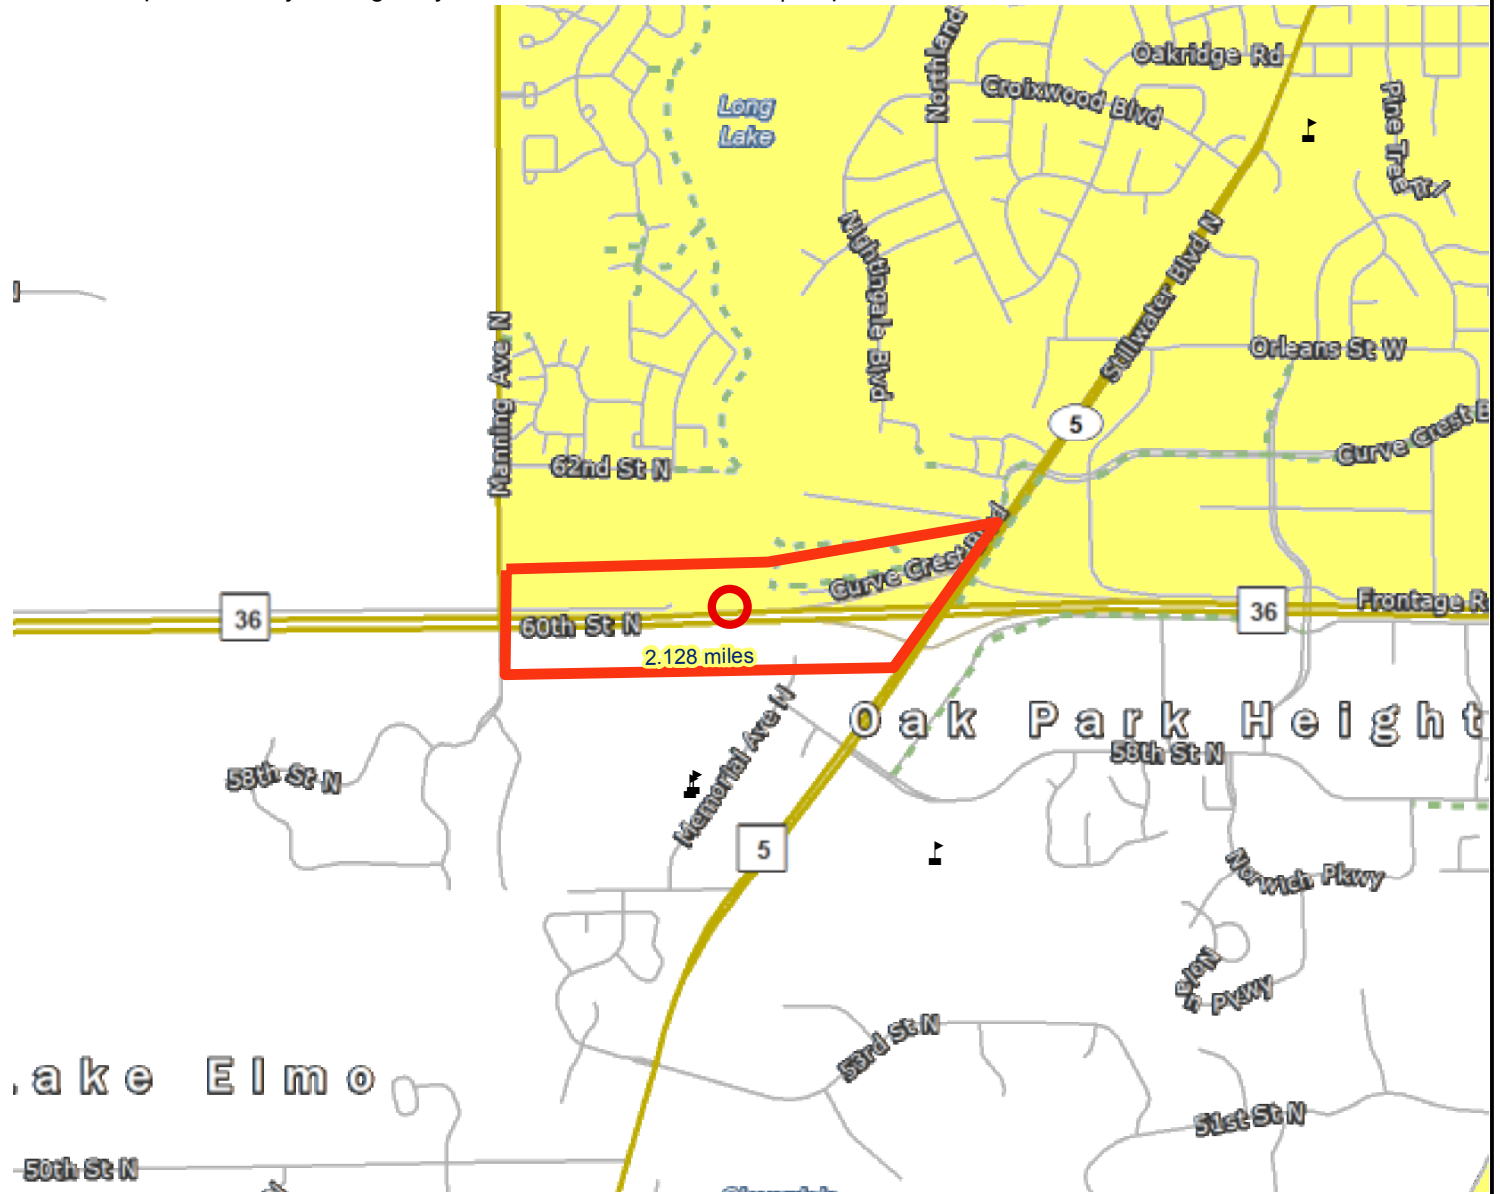 Northland
Oakridge Rd
Croixwood Blvd
Long
Lake
Pine Tree Trl
Nightingale Blvd
Stillwater Blvd N
Manning Ave N
Orleans St W
5
Curve Crest B
62nd St N
Curve Crest Blvd
36
60th St N
36
Frontage R
2.128 miles
Oak Park Height
Memorial Ave N
58th St N
58th St N
5
Norwich Pkwy
Pkwy
53rd St N
ake Elmo
51st St N
50th St N